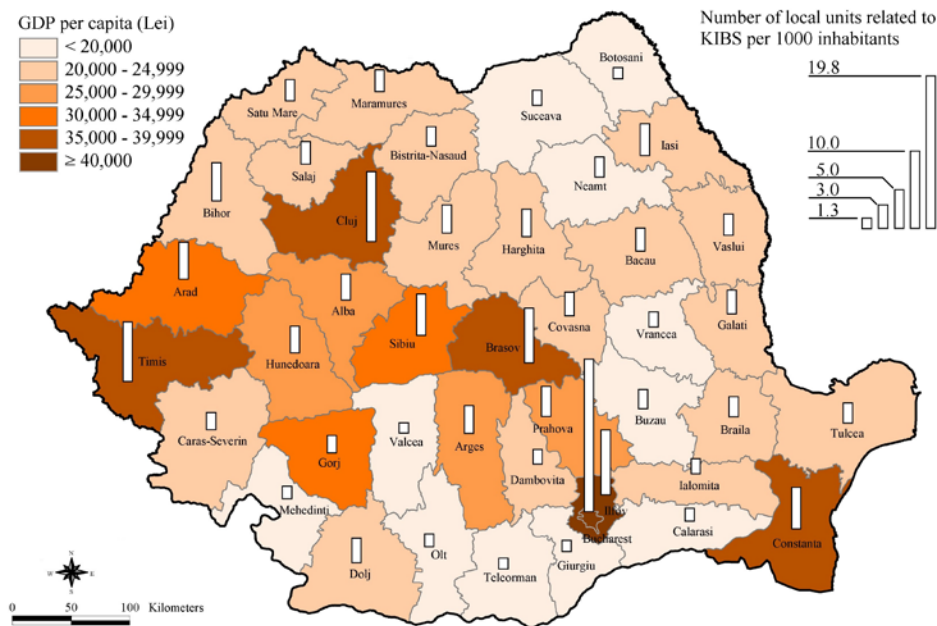 GDP per capita (Lei)
< 20,000
20,000 - 24,999
25,000 - 29,999
30,000 - 34,999
35,000 - 39,999
≥ 40,000
Number of local units related to
KIBS per 1000 inhabitants
19.8
10.0
5.0
3.0
1.3
Botosani
Satu Mare
Maramures
Suceava
Iasi
Bistrita-Nasaud
Salaj
Neamt
Bihor
Cluj
Mures
Harghita
Bacau
Vaslui
Arad
Alba
Covasna
Galati
Vrancea
Sibiu
Brasov
Timis
Hunedoara
Buzau
Braila
Tulcea
Caras-Severin
Valcea
Arges
Prahova
Gorj
Dambovita
Ialomita
Mehedinti
Ilfov
Bucharest
Calarasi
Constanta
Olt
Dolj
Telcorman
Giurgiu
N
W
E
S
0
50
100
Kilometers